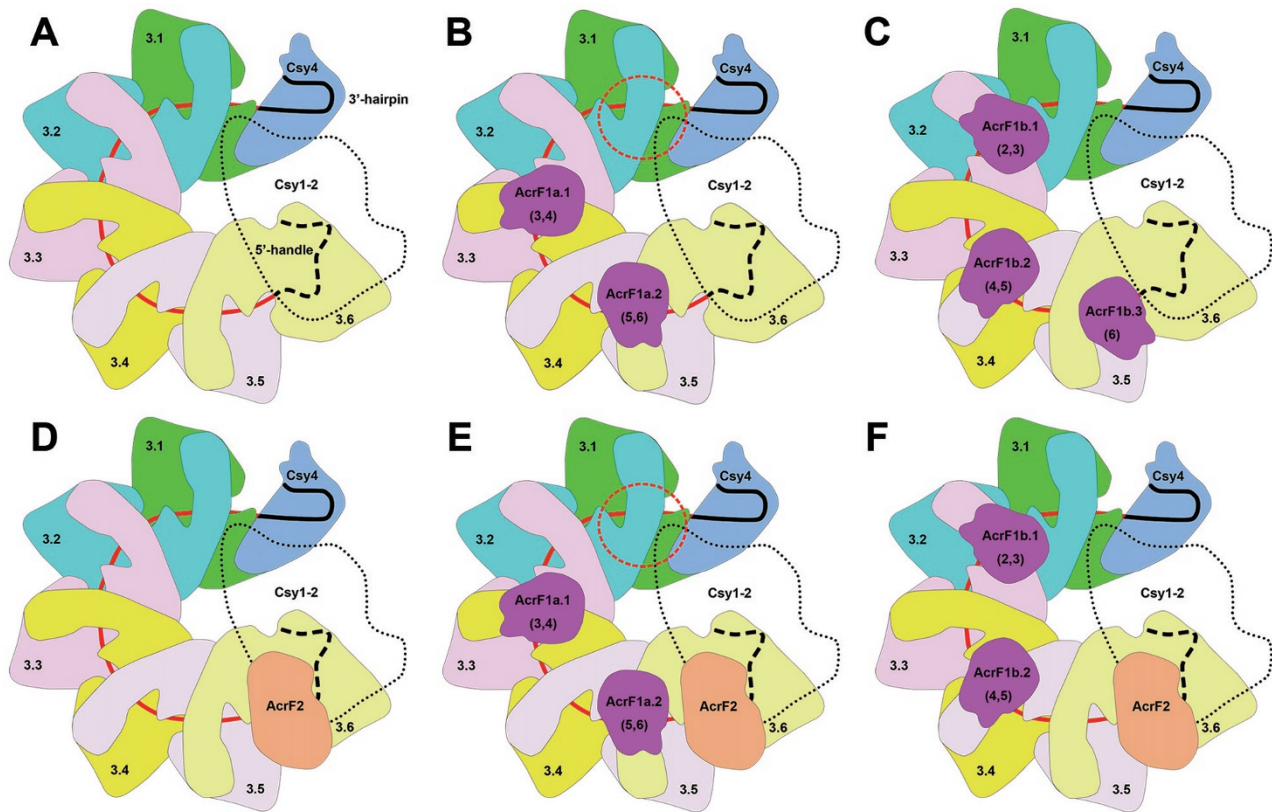 A
3.1
Csy4
3'-hairpin
3.2
Csy1-2
5'-handle
3.3
3.6
3.4
3.5
B
Csy4
3.2
AcrF1a.1
(3,4)
Csy1-2
3.3
AcrF1a.2
(5,6)
3.6
3.4
3.5
C
3.1
Csy4
AcrF1b.1
(2,3)
3.2
Csy1-2
AcrF1b.2
(4,5)
3.3
AcrF1b.3
(6)
3.6
3.4
3.5
D
3.1
Csy4
3.2
Csy1-2
3.3
AcrF2
3.6
3.4
3.5
E
3.1
Csy4
3.2
AcrF1a.1
(3,4)
Csy1-2
3.3
AcrF1a.2
(5,6)
AcrF2
3.6
3.4
3.5
F
3.1
Csy4
AcrF1b.1
(2,3)
3.2
Csy1-2
3.3
AcrF1b.2
(4,5)
AcrF2
3.6
3.4
3.5